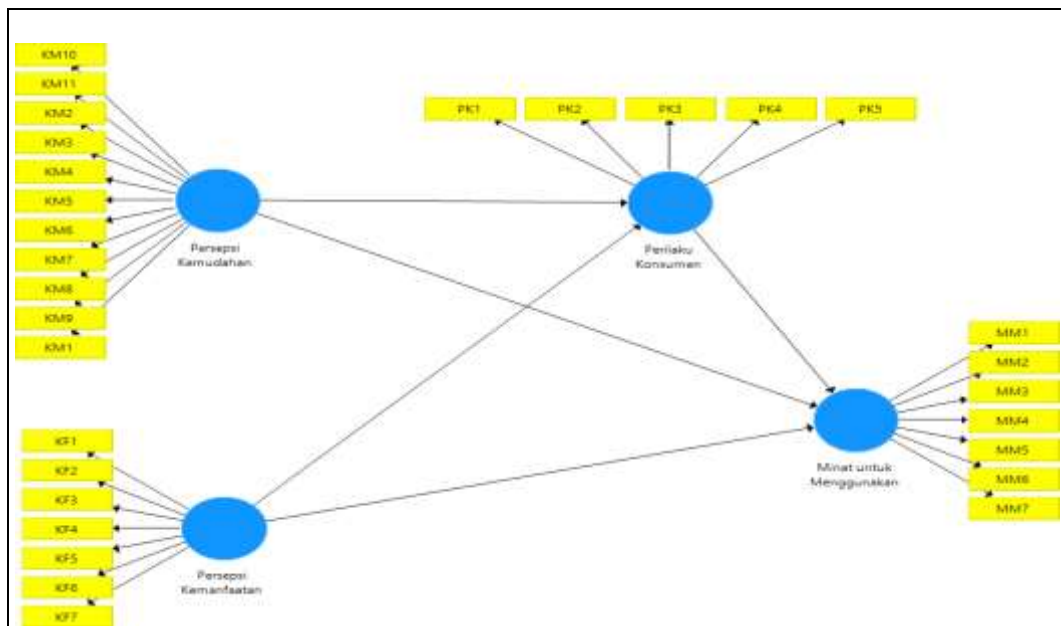 KM10
KM11
KM2
KM3
KM4
KM5
KM6
KM7
KM8
KM9
KM1
Persepsi
Kemudahan
PK1
PK2
PK3
PK4
PK5
Perilaku
Konsumen
MM1
MM2
MM3
MM4
MM5
MM6
MM7
Minat untuk
Menggunakan
KF1
KF2
KF3
KF4
KF5
KF6
KF7
Persepsi
Kemanfaatan